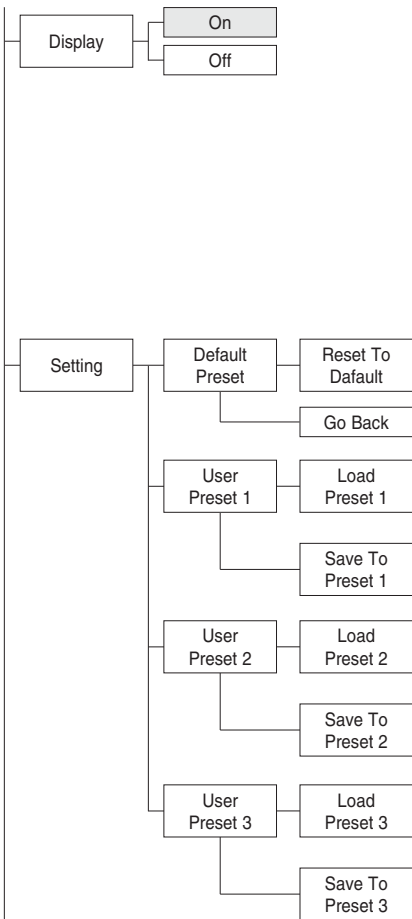 Display
On
Off
Setting
Default
Preset
Reset To
Dafault
Go Back
User
Preset 1
Load
Preset 1
Save To
Preset 1
User
Preset 2
Load
Preset 2
Save To
Preset 2
User
Preset 3
Load
Preset 3
Save To
Preset 3